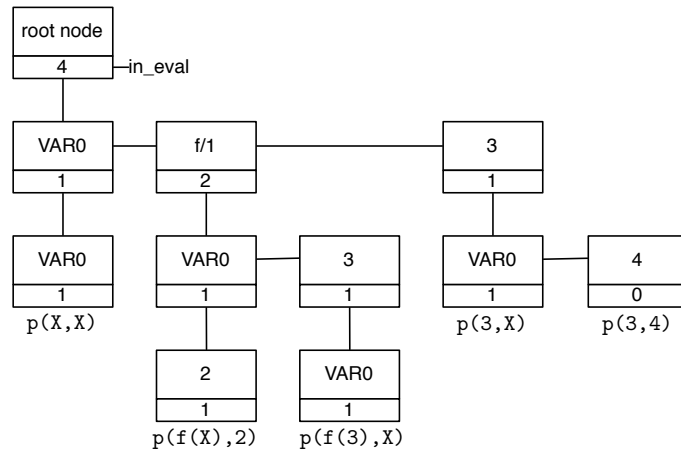 root node
4 in_eval
VAR0 f/1 3
1 2 1
VAR0 VAR0 3 VAR0 4
1 1 1 1 0
p(X,X) p(3,X) p(3,4)
2 VAR0
1 1
p(f(X),2) p(f(3),X)